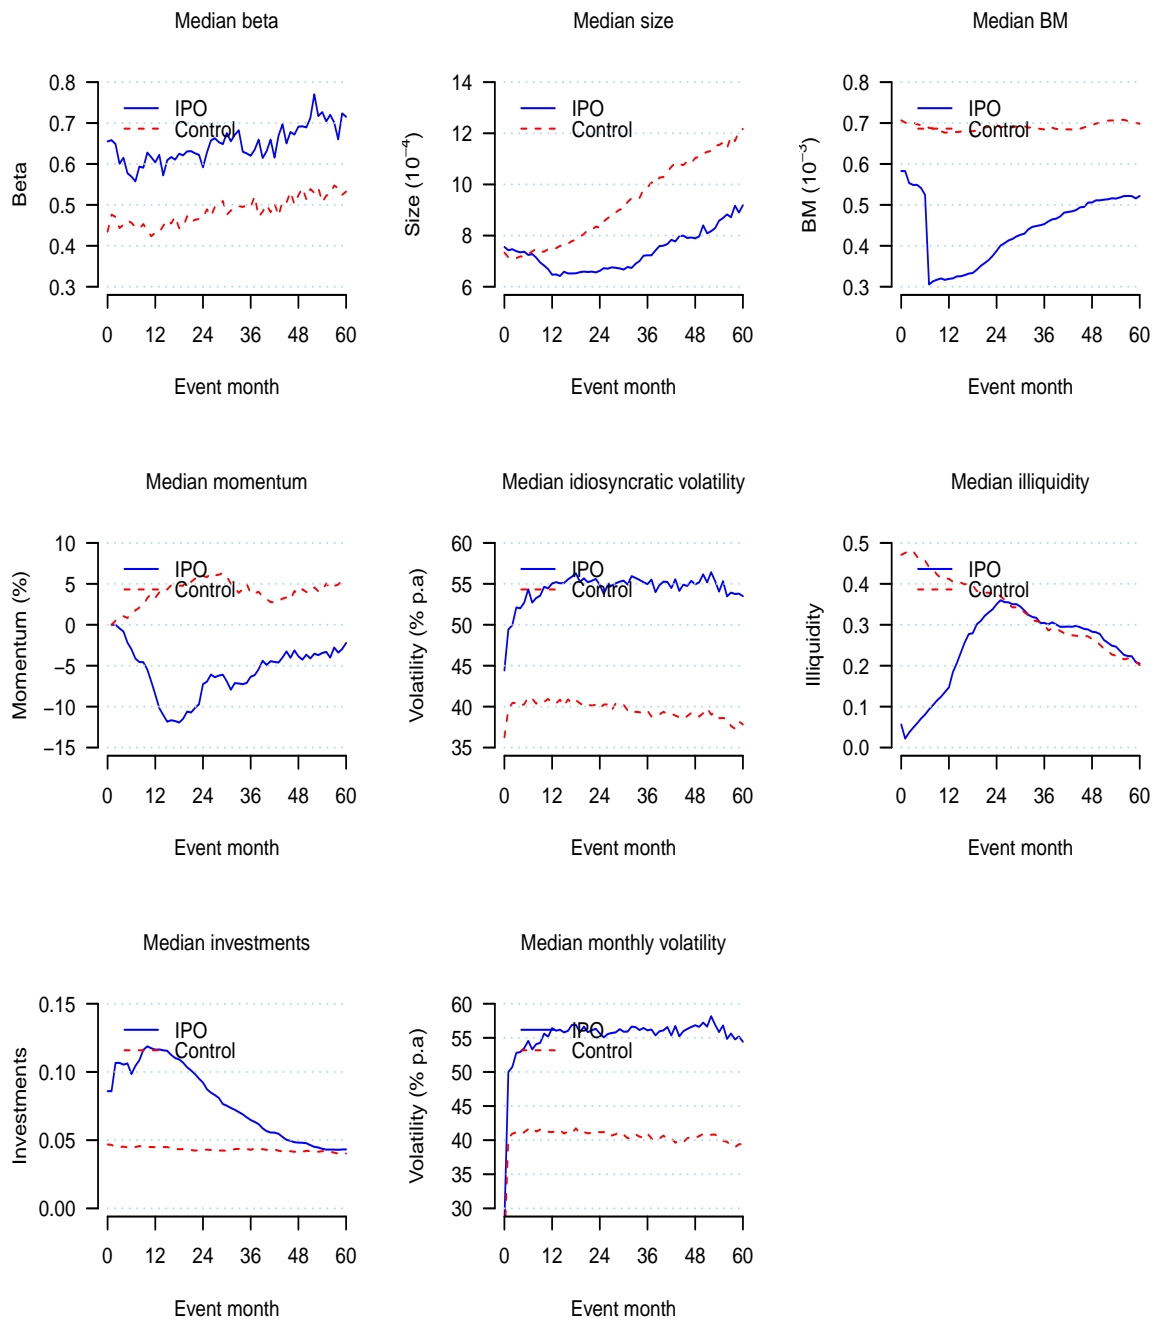 Median beta
Beta
0.8
0.7
0.6
0.5
0.4
0.3
IPO
Control
0 12 24 36 48 60
Event month
Median size
Size (10⁻⁴)
14
12
10
8
6
IPO
Control
0 12 24 36 48 60
Event month
Median BM
BM (10⁻³)
0.8
0.7
0.6
0.5
0.4
0.3
IPO
Control
0 12 24 36 48 60
Event month
Median momentum
Momentum (%)
10
5
0
−5
−10
−15
IPO
Control
0 12 24 36 48 60
Event month
Median idiosyncratic volatility
Volatility (% p.a)
60
55
50
45
40
35
IPO
Control
0 12 24 36 48 60
Event month
Median illiquidity
Illiquidity
0.5
0.4
0.3
0.2
0.1
0.0
IPO
Control
0 12 24 36 48 60
Event month
Median investments
Investments
0.15
0.10
0.05
0.00
IPO
Control
0 12 24 36 48 60
Event month
Median monthly volatility
Volatility (% p.a)
60
55
50
45
40
35
30
IPO
Control
0 12 24 36 48 60
Event month